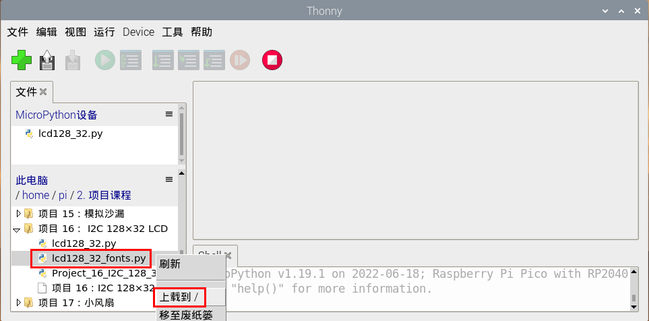 Thonny
文件 编辑 视图 运行 Device 工具 帮助
文件
MicroPython设备
lcd128_32.py
此电脑
/ home / pi / 2. 项目课程
项目 15：模拟沙漏
项目 16： I2C 128×32 LCD
lcd128_32.py
lcd128_32_fonts.py
Project_16_I2C_128_3
项目 16：I2C 128×32
项目 17：小风扇
刷新
上载到 /
移至废纸篓
Shell
Python v1.19.1 on 2022-06-18; Raspberry Pi Pico with RP2040
"help()" for more information.